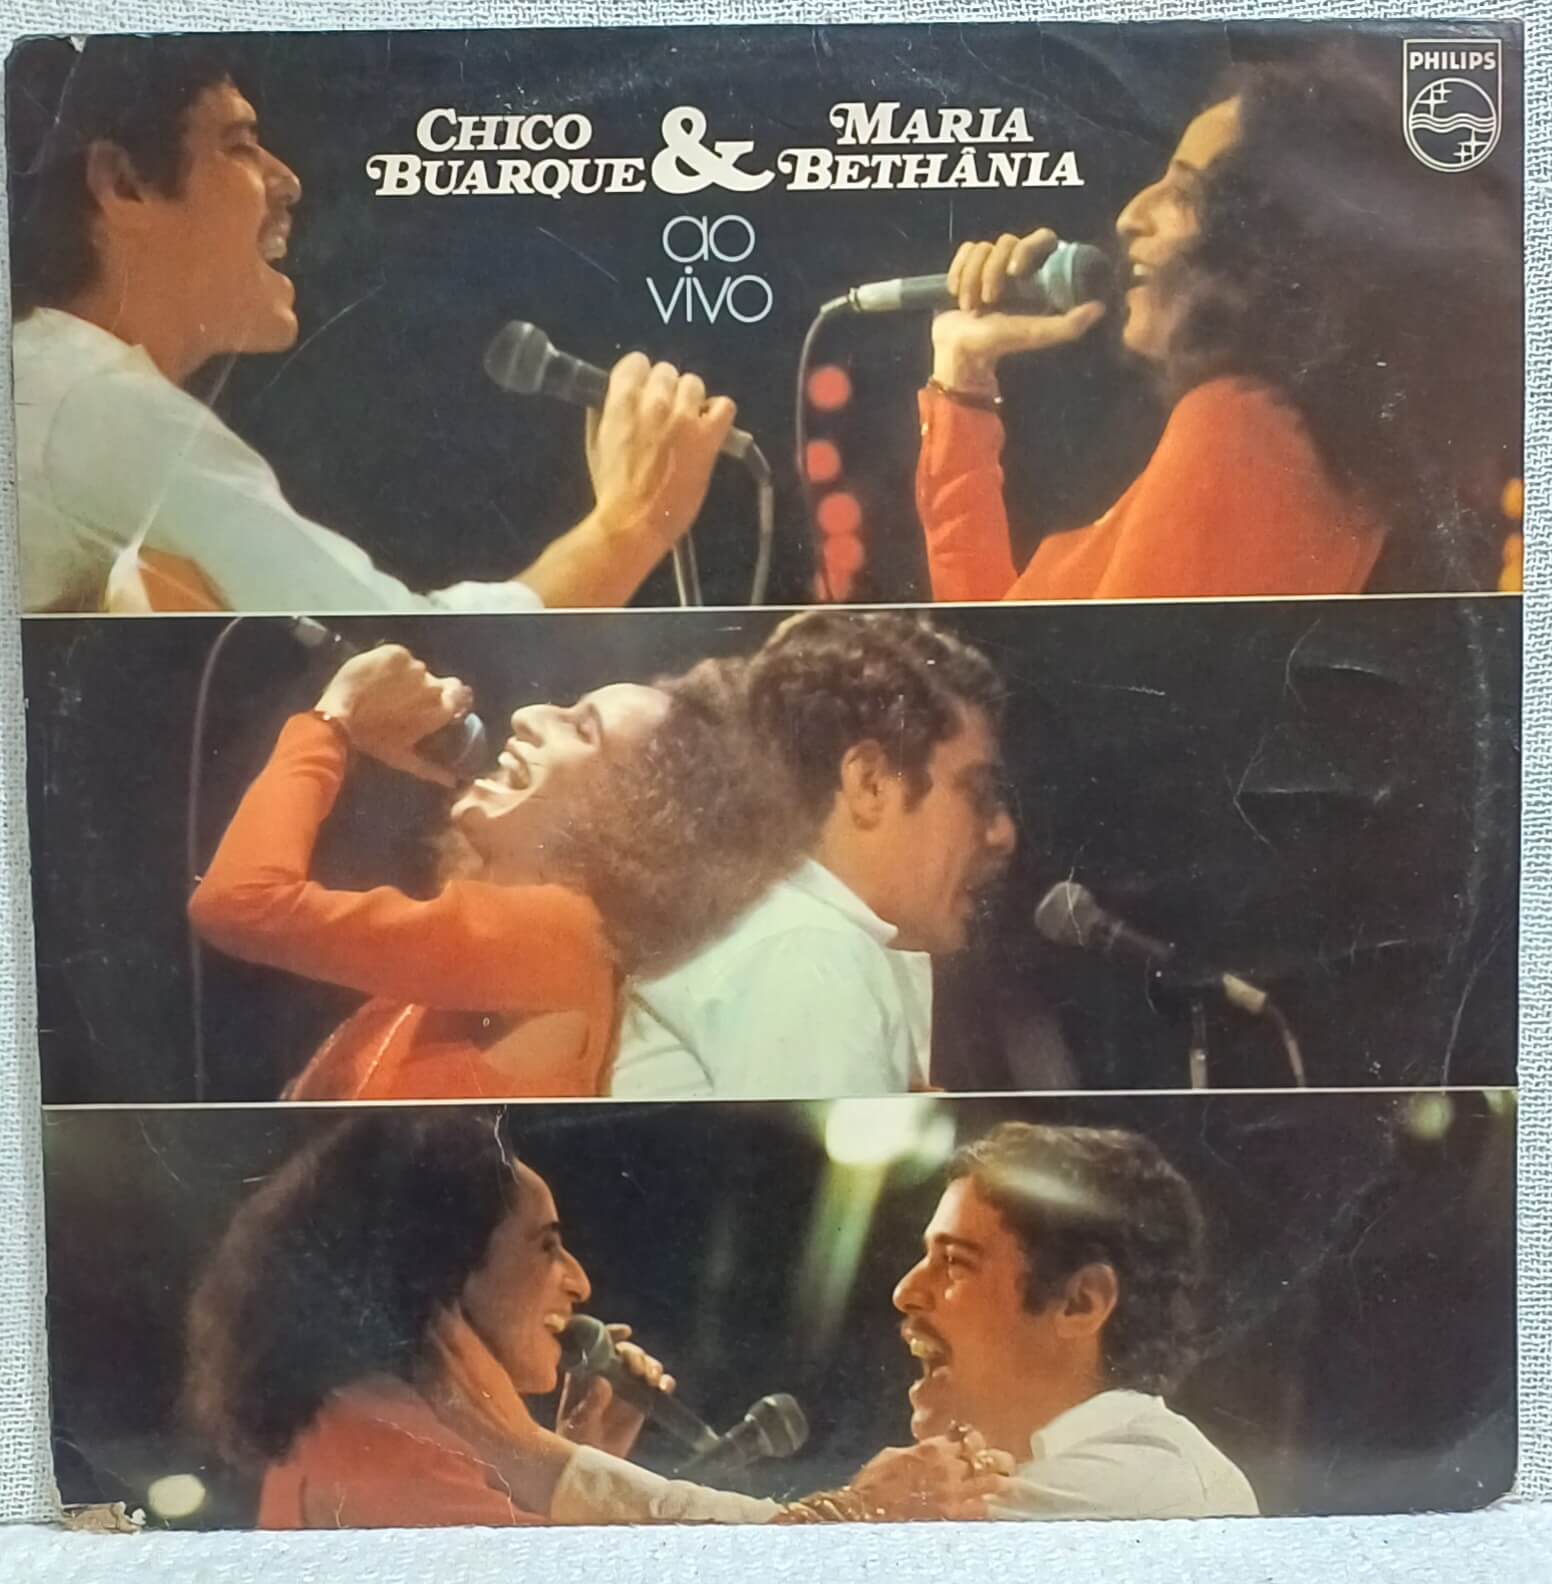 PHILIPS
CHICO
BUARQUE
&
MARIA
BETHÂNIA
ao
vivo